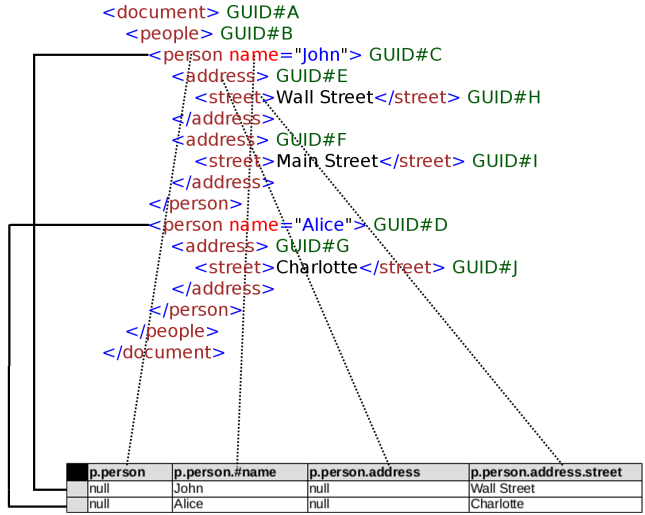 <document> GUID#A
<people> GUID#B
<person name="John"> GUID#C
<address> GUID#E
<street>Wall Street</street> GUID#H
</address>
<address> GUID#F
<street>Main Street</street> GUID#I
</address>
</person>
<person name="Alice"> GUID#D
<address> GUID#G
<street>Charlotte</street> GUID#J
</address>
</person>
</people>
</document>
p.person p.person.#name p.person.address p.person.address.street
null John null Wall Street
null Alice null Charlotte